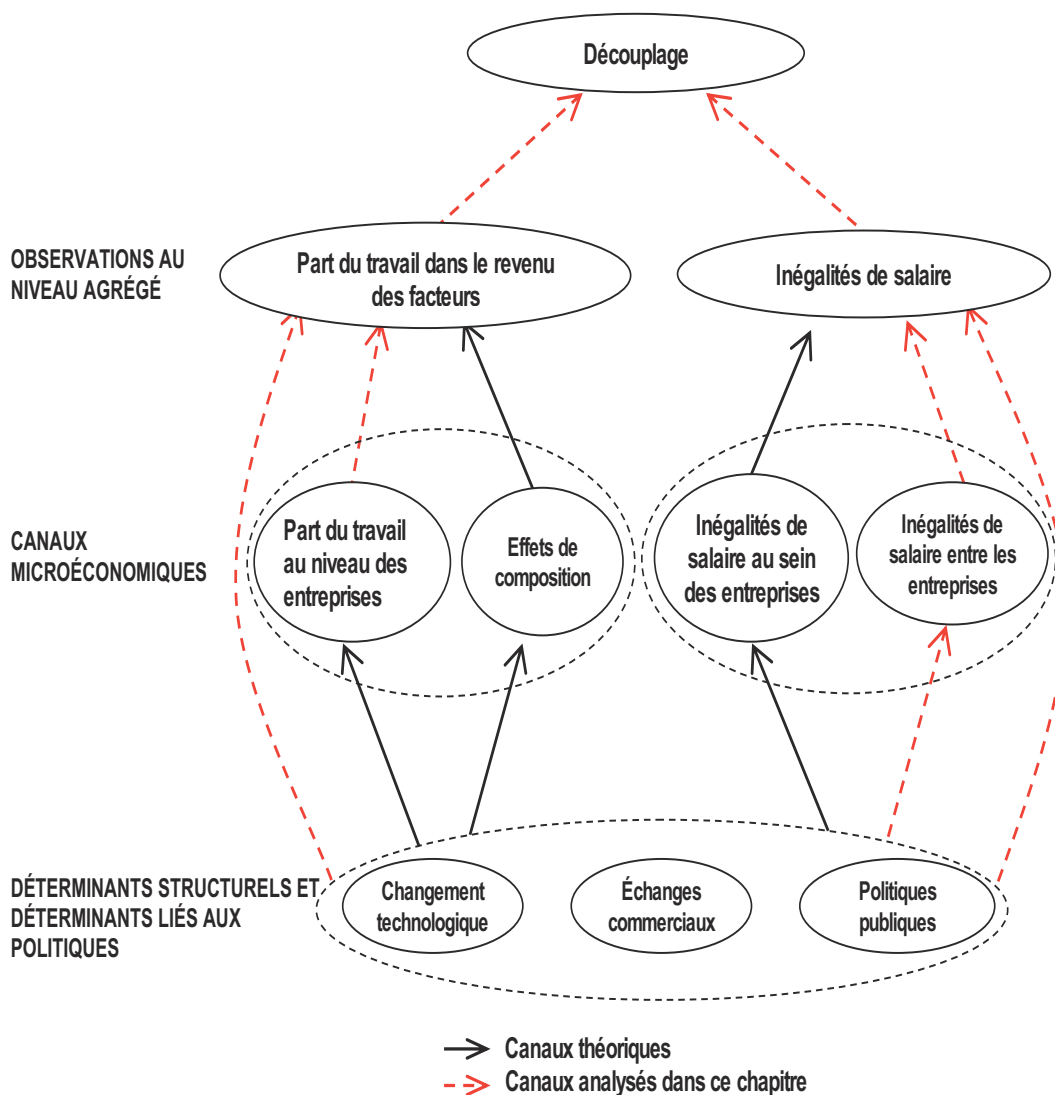 Découplage
OBSERVATIONS AU
NIVEAU AGRÉGÉ
Part du travail dans le revenu
des facteurs
Inégalités de salaire
CANAUX
MICROÉCONOMIQUES
Part du travail
au niveau des
entreprises
Effets de
composition
Inégalités de
salaire au sein
des entreprises
Inégalités de
salaire entre les
entreprises
DÉTERMINANTS STRUCTURELS ET
DÉTERMINANTS LIÉS AUX
POLITIQUES
Changement
technologique
Échanges
commerciaux
Politiques
publiques
Canaux théoriques
Canaux analysés dans ce chapitre